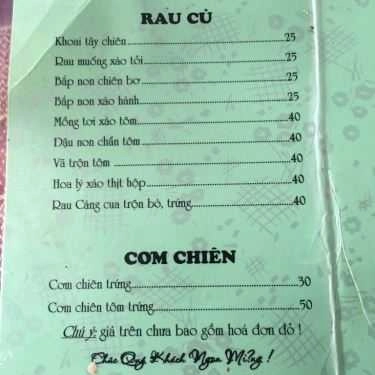 RAU CỦ
Khoai tây chiên 25
Rau muống xào tỏi 25
Bắp non chiên bơ 25
Bắp non xào hành 25
Mồng tơi xào tôm 40
Đậu non chấn tôm 40
Vã trộn tôm 40
Hoa lý xào thịt hộp 40
Rau Càng cua trộn bò, trứng 40
CƠM CHIÊN
Cơm chiên trứng 30
Cơm chiên tôm trứng 50
Chú ý: giá trên chưa bao gồm hoá đơn đỏ !
Chúc Quý Khách Ngon Miệng !